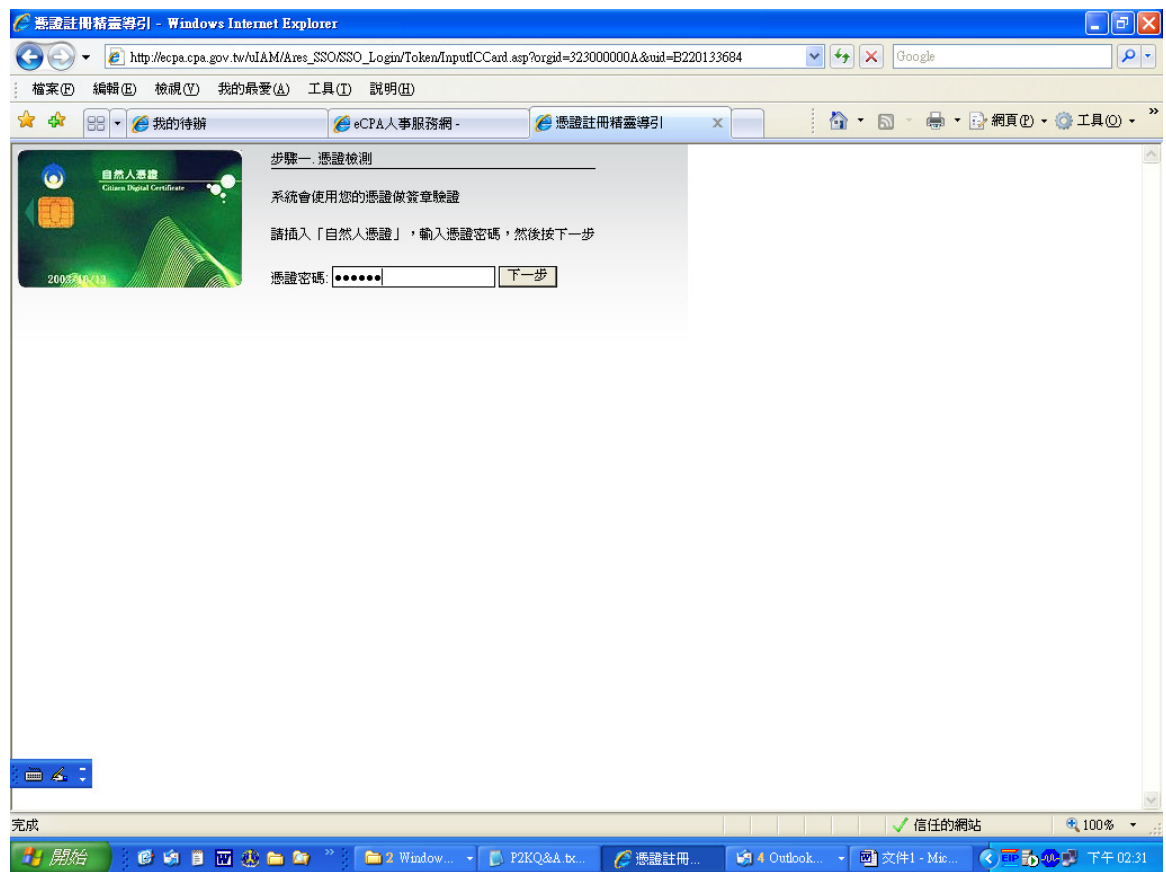 憑證註冊精靈導引 - Windows Internet Explorer
http://ecpa.cpa.gov.tw/uIAM/Ares_SSO/SSO_Login/Token/InputICCard.asp?orgid=323000000A&uid=B220133684
Google
檔案(F) 編輯(E) 檢視(V) 我的最愛(A) 工具(T) 說明(H)
我的待辦 eCPA人事服務網 - 憑證註冊精靈導引 網頁(P) 工具(O) »
自然人憑證
Citizen Digital Certificate
步驟一. 憑證檢測
系統會使用您的憑證做簽章驗證
請插入「自然人憑證」，輸入憑證密碼，然後按下一步
憑證密碼: ●●●●●● 下一步
完成 信任的網站 100%
開始 » 2 Window... P2KQ&A.tx... 憑證註冊... 4 Outlook... 文件1 - Mic... EIP 下午 02:31